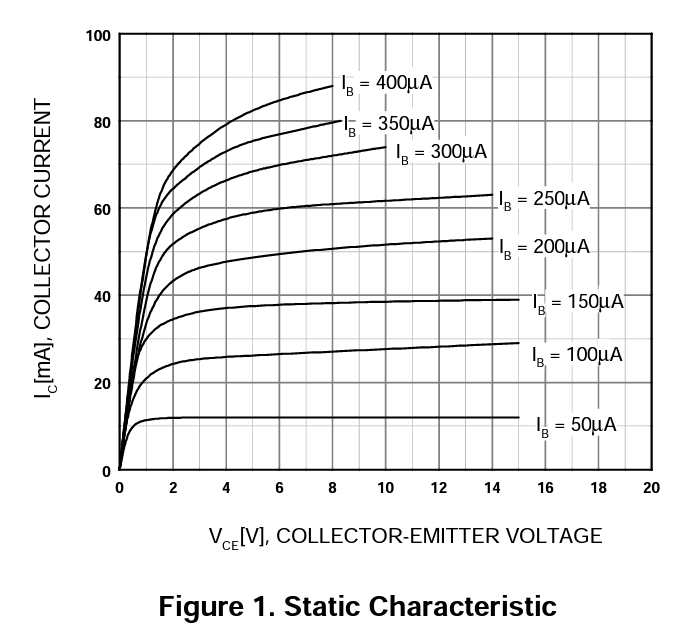 100
80
60
40
20
0
I_C[mA], COLLECTOR CURRENT
I_B = 400μA
I_B = 350μA
I_B = 300μA
I_B = 250μA
I_B = 200μA
I_B = 150μA
I_B = 100μA
I_B = 50μA
0 2 4 6 8 10 12 14 16 18 20
V_CE[V], COLLECTOR-EMITTER VOLTAGE
Figure 1. Static Characteristic